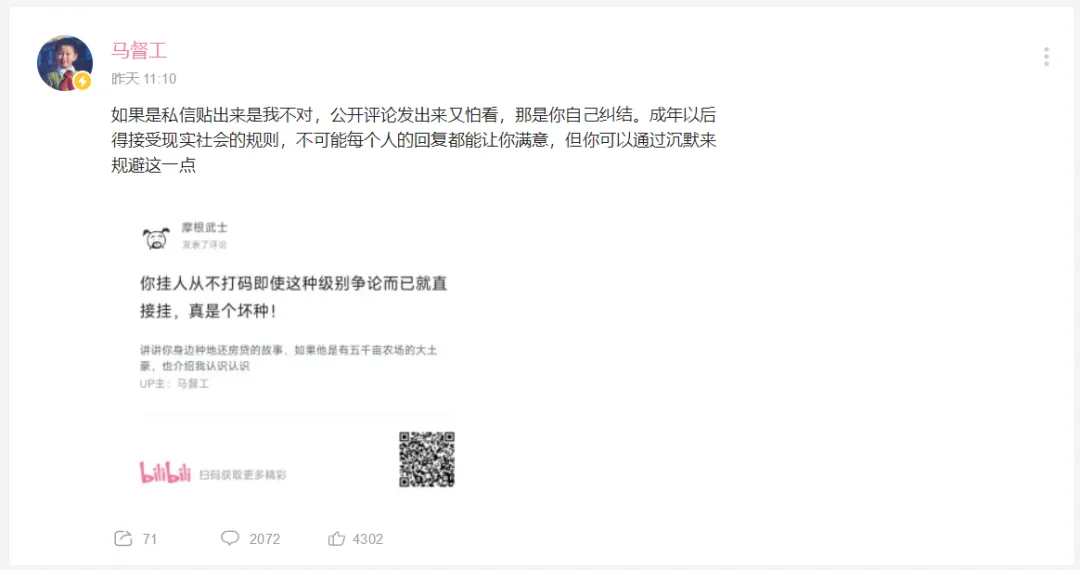 马督工
昨天 11:10
如果是私信贴出来是我不对，公开评论发出来又怕看，那是你自己纠结。成年以后
得接受现实社会的规则，不可能每个人的回复都能让你满意，但你可以通过沉默来
规避这一点
摩根武士
发表了评论
你挂人从不打码即使这种级别争论而已就直
接挂，真是个坏种！
讲讲你身边种地还房贷的故事，如果他是有五千亩农场的大土
豪，也介绍我认识认识
UP主：马督工
bilibili 扫码获取更多精彩
71 2072 4302